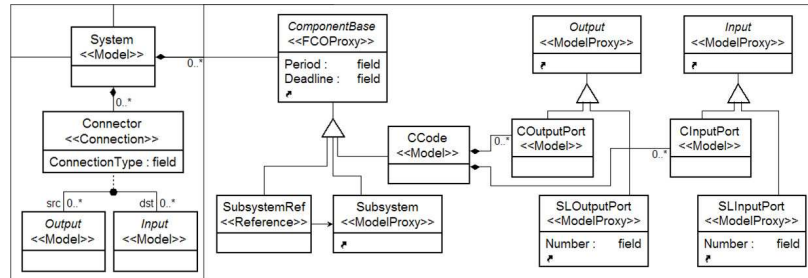 System
<<Model>>
0..*
0..*
Connector
<<Connection>>
ConnectionType : field
src 0..*
dst 0..*
Output
<<Model>>
Input
<<Model>>
ComponentBase
<<FCOProxy>>
Period : field
Deadline : field
CCode
<<Model>>
SubsystemRef
<<Reference>>
Subsystem
<<ModelProxy>>
Output
<<ModelProxy>>
Input
<<ModelProxy>>
0..*
COutputPort
<<Model>>
0..*
CInputPort
<<Model>>
SLOutputPort
<<ModelProxy>>
Number : field
SLInputPort
<<ModelProxy>>
Number : field